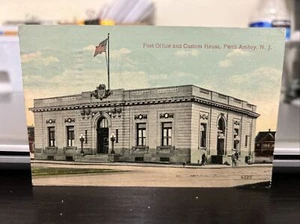 Post Office and Custom House, Perth Amboy, N. J.